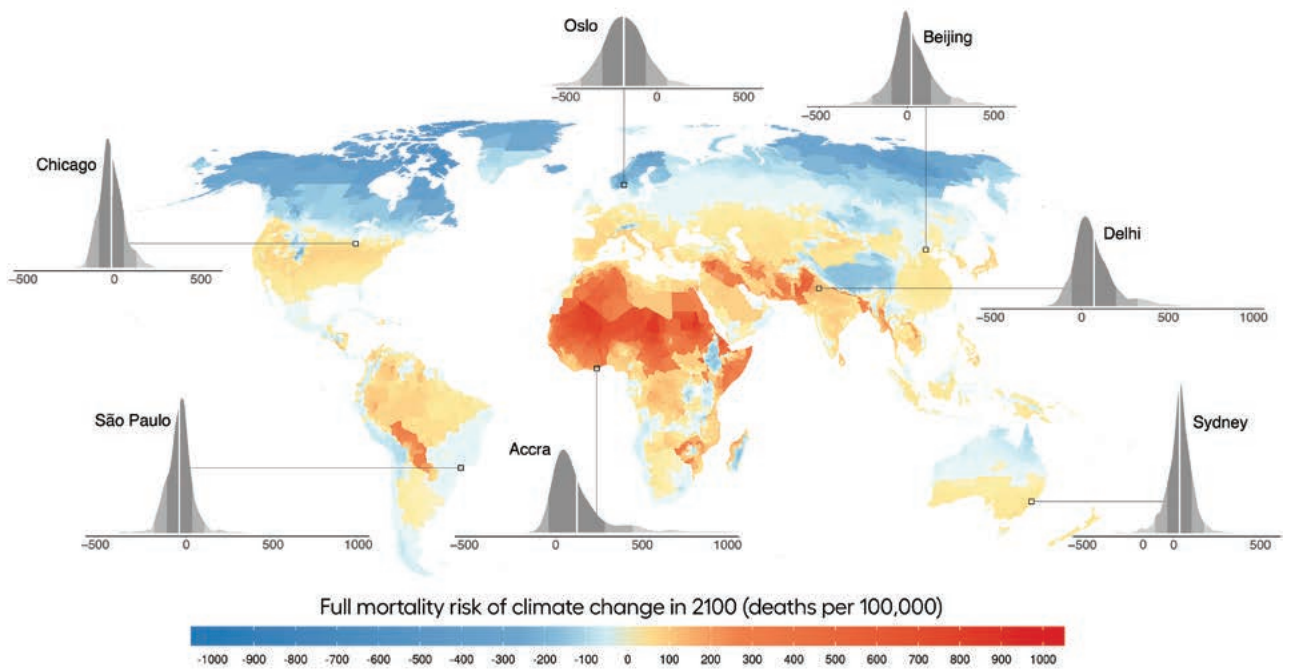 Oslo
-500 0 500
Beijing
-500 0 500
Chicago
-500 0 500
Delhi
-500 0 500 1000
São Paulo
-500 0 500 1000
Accra
-500 0 500 1000
Sydney
-500 0 0 500
Full mortality risk of climate change in 2100 (deaths per 100,000)
-1000 -900 -800 -700 -600 -500 -400 -300 -200 -100 0 100 200 300 400 500 600 700 800 900 1000